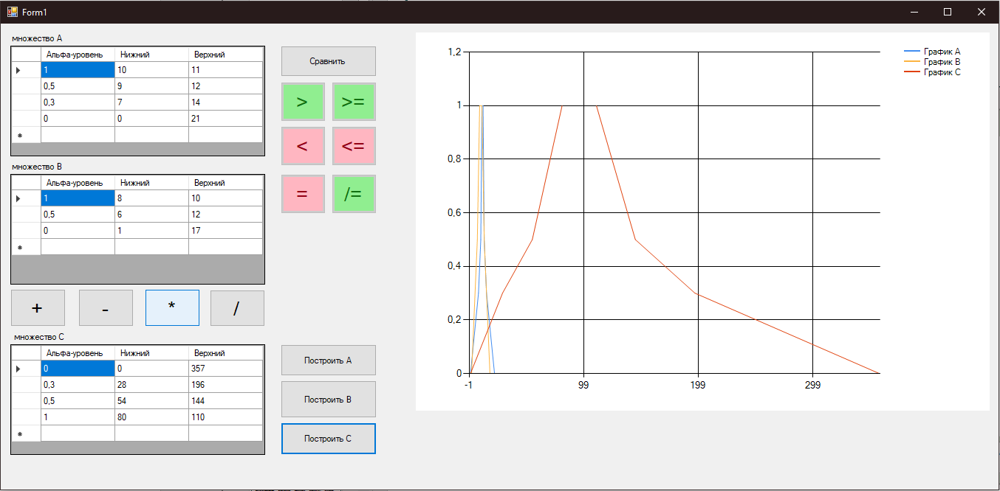 Form1
множество A
Альфа-уровень Нижний Верхний
1 10 11
0,5 9 12
0,3 7 14
0 0 21
множество B
Альфа-уровень Нижний Верхний
1 8 10
0,5 6 12
0 1 17
+ - * /
множество C
Альфа-уровень Нижний Верхний
0 0 357
0,3 28 196
0,5 54 144
1 80 110
Сравнить
> >=
< <=
= /=
Построить A
Построить B
Построить C
1,2
1
0,8
0,6
0,4
0,2
0
-1 99 199 299
График A
График B
График C